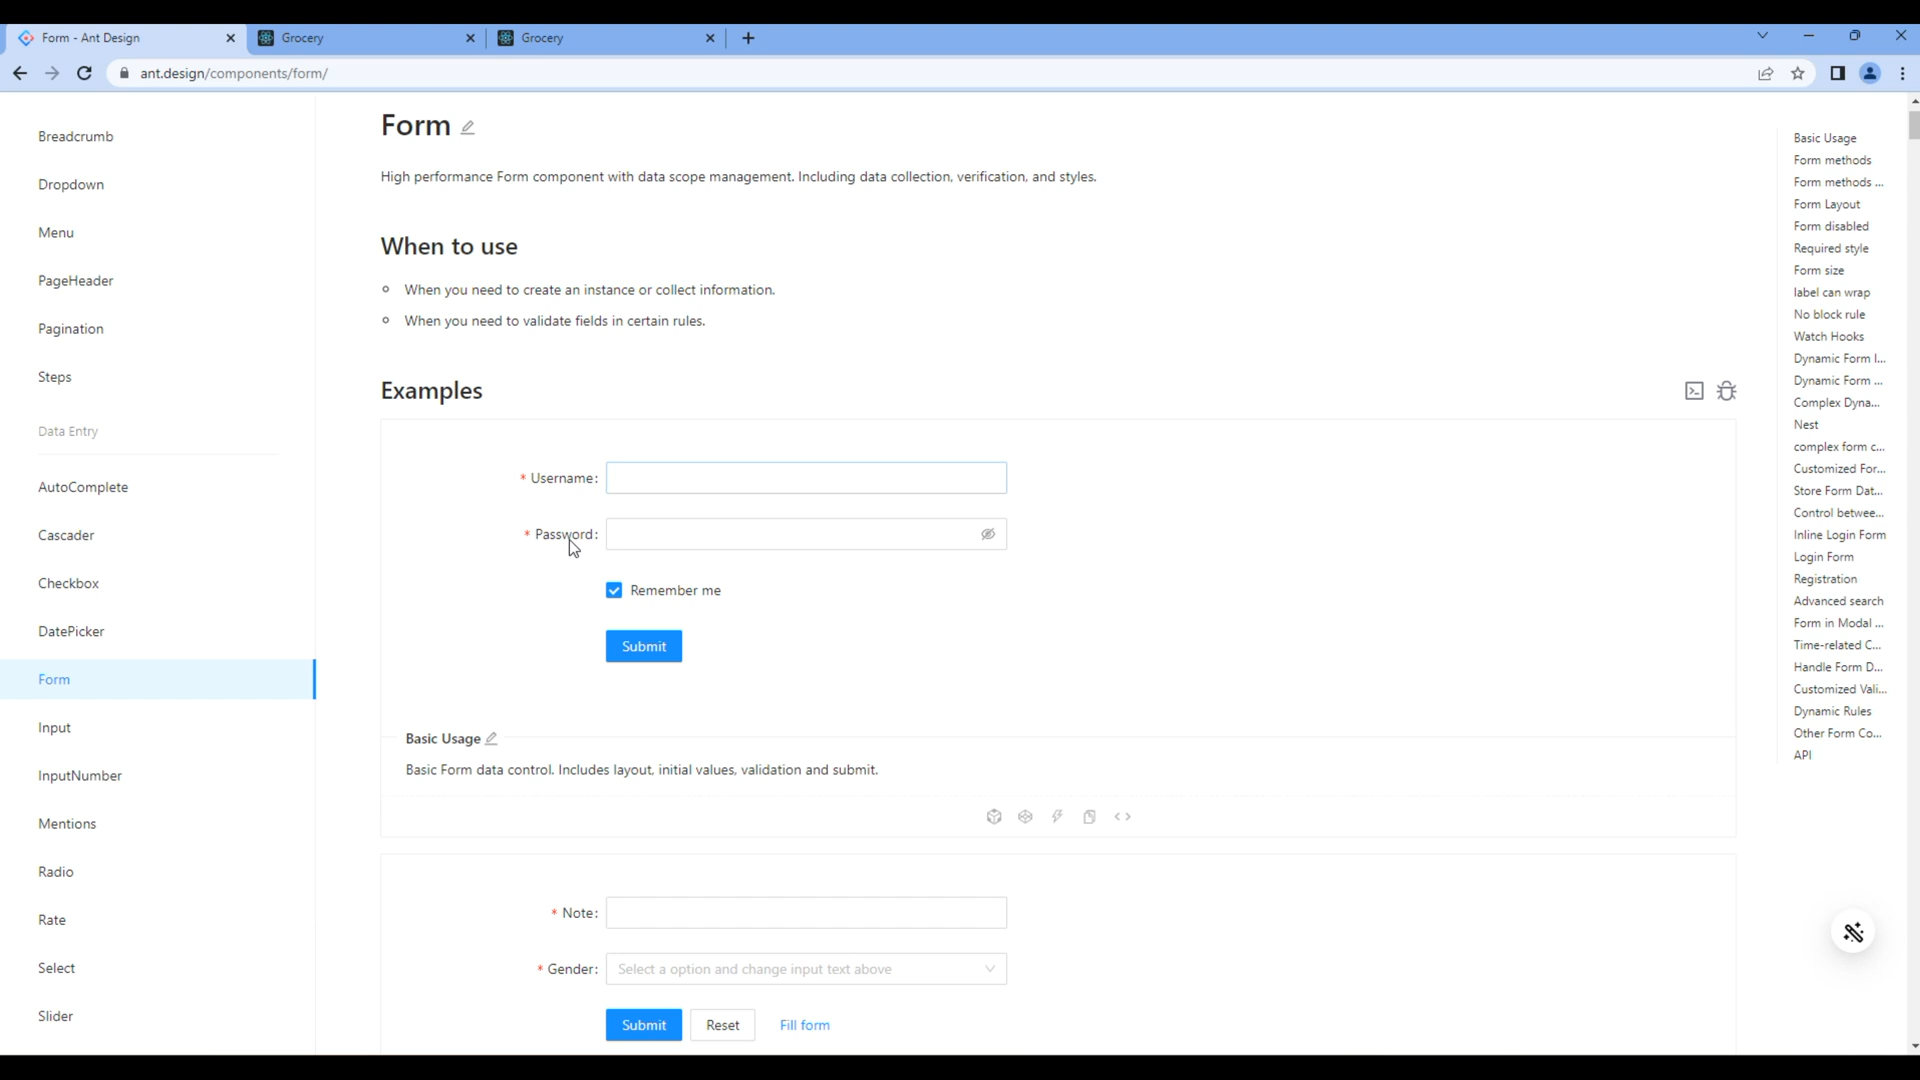 Form - Ant Design
Grocery
Grocery
ant.design/components/form/
Breadcrumb
Dropdown
Menu
PageHeader
Pagination
Steps
Data Entry
AutoComplete
Cascader
Checkbox
DatePicker
Form
Input
InputNumber
Mentions
Radio
Rate
Select
Slider
Form
High performance Form component with data scope management. Including data collection, verification, and styles.
When to use
When you need to create an instance or collect information.
When you need to validate fields in certain rules.
Examples
* Username:
* Password:
Remember me
Submit
Basic Usage
Basic Form data control. Includes layout, initial values, validation and submit.
* Note:
* Gender: Select a option and change input text above
Submit Reset Fill form
Basic Usage
Form methods
Form methods ...
Form Layout
Form disabled
Required style
Form size
label can wrap
No block rule
Watch Hooks
Dynamic Form I...
Dynamic Form ...
Complex Dyna...
Nest
complex form c...
Customized For...
Store Form Dat...
Control betwee...
Inline Login Form
Login Form
Registration
Advanced search
Form in Modal ...
Time-related C...
Handle Form D...
Customized Vali...
Dynamic Rules
Other Form Co...
API